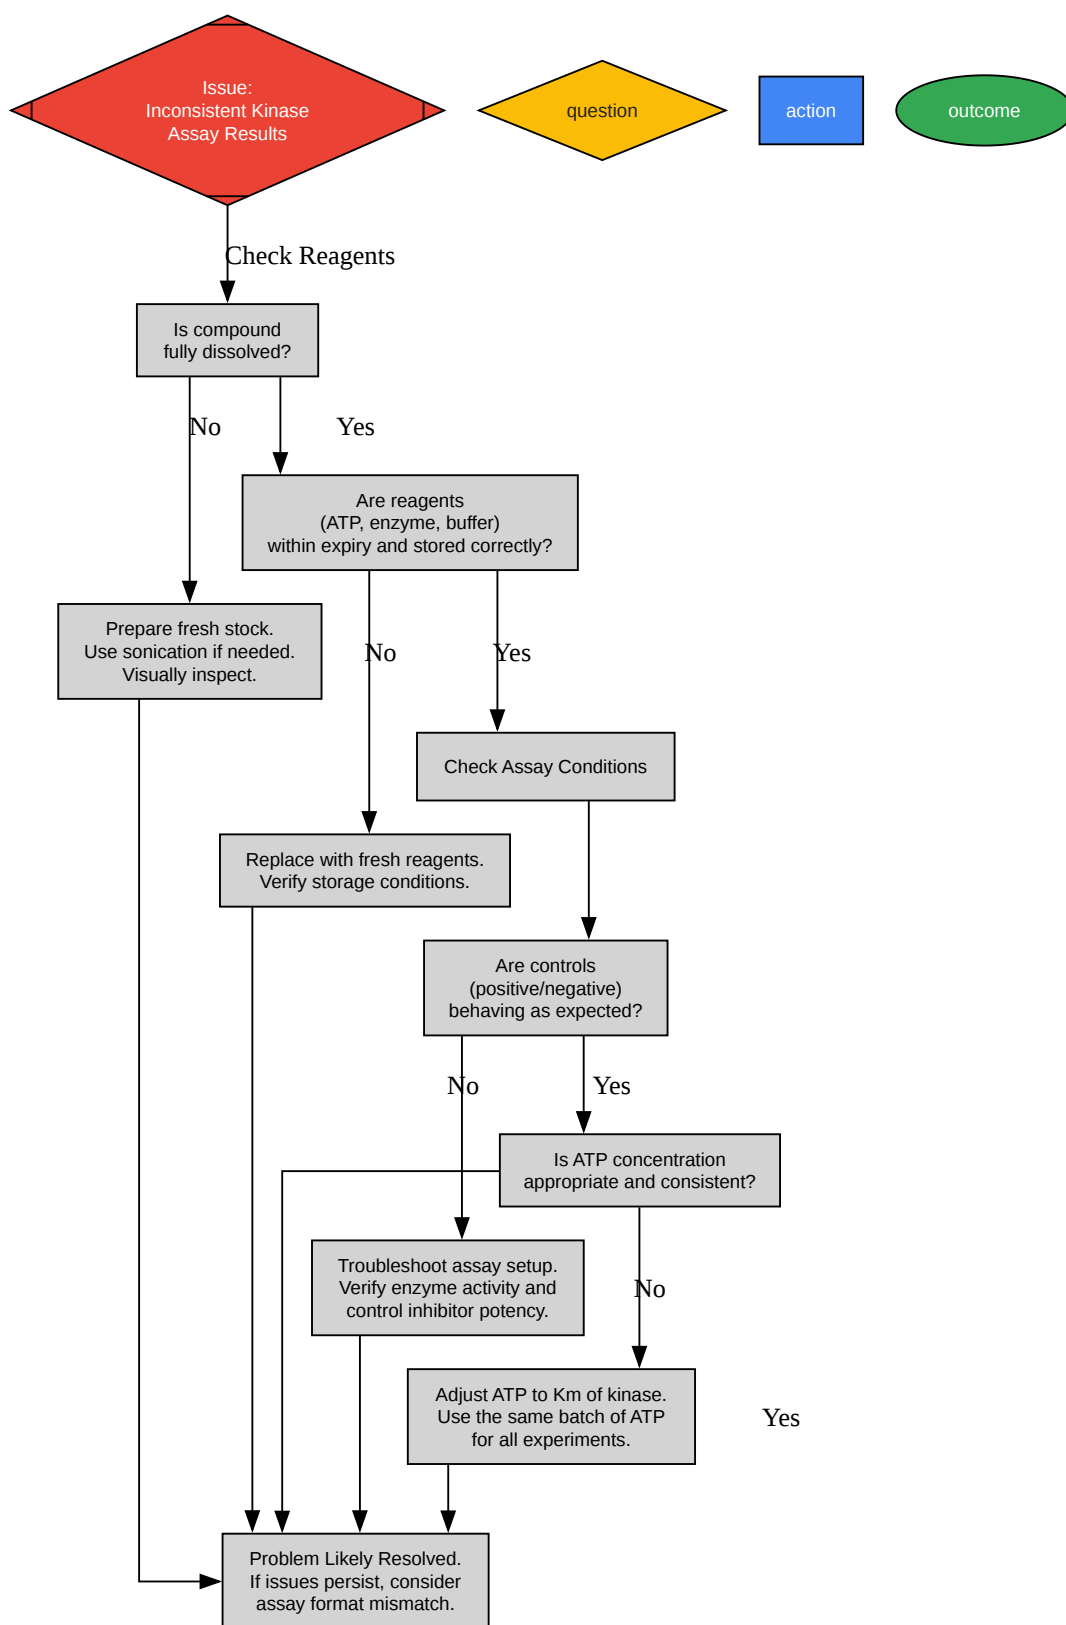 Issue:
Inconsistent Kinase
Assay Results
question
action
outcome
Check Reagents
Is compound
fully dissolved?
No
Yes
Are reagents
(ATP, enzyme, buffer)
within expiry and stored correctly?
Prepare fresh stock.
Use sonication if needed.
Visually inspect.
No
Yes
Check Assay Conditions
Replace with fresh reagents.
Verify storage conditions.
Are controls
(positive/negative)
behaving as expected?
No
Yes
Is ATP concentration
appropriate and consistent?
Troubleshoot assay setup.
Verify enzyme activity and
control inhibitor potency.
No
Adjust ATP to Km of kinase.
Use the same batch of ATP
for all experiments.
Yes
Problem Likely Resolved.
If issues persist, consider
assay format mismatch.